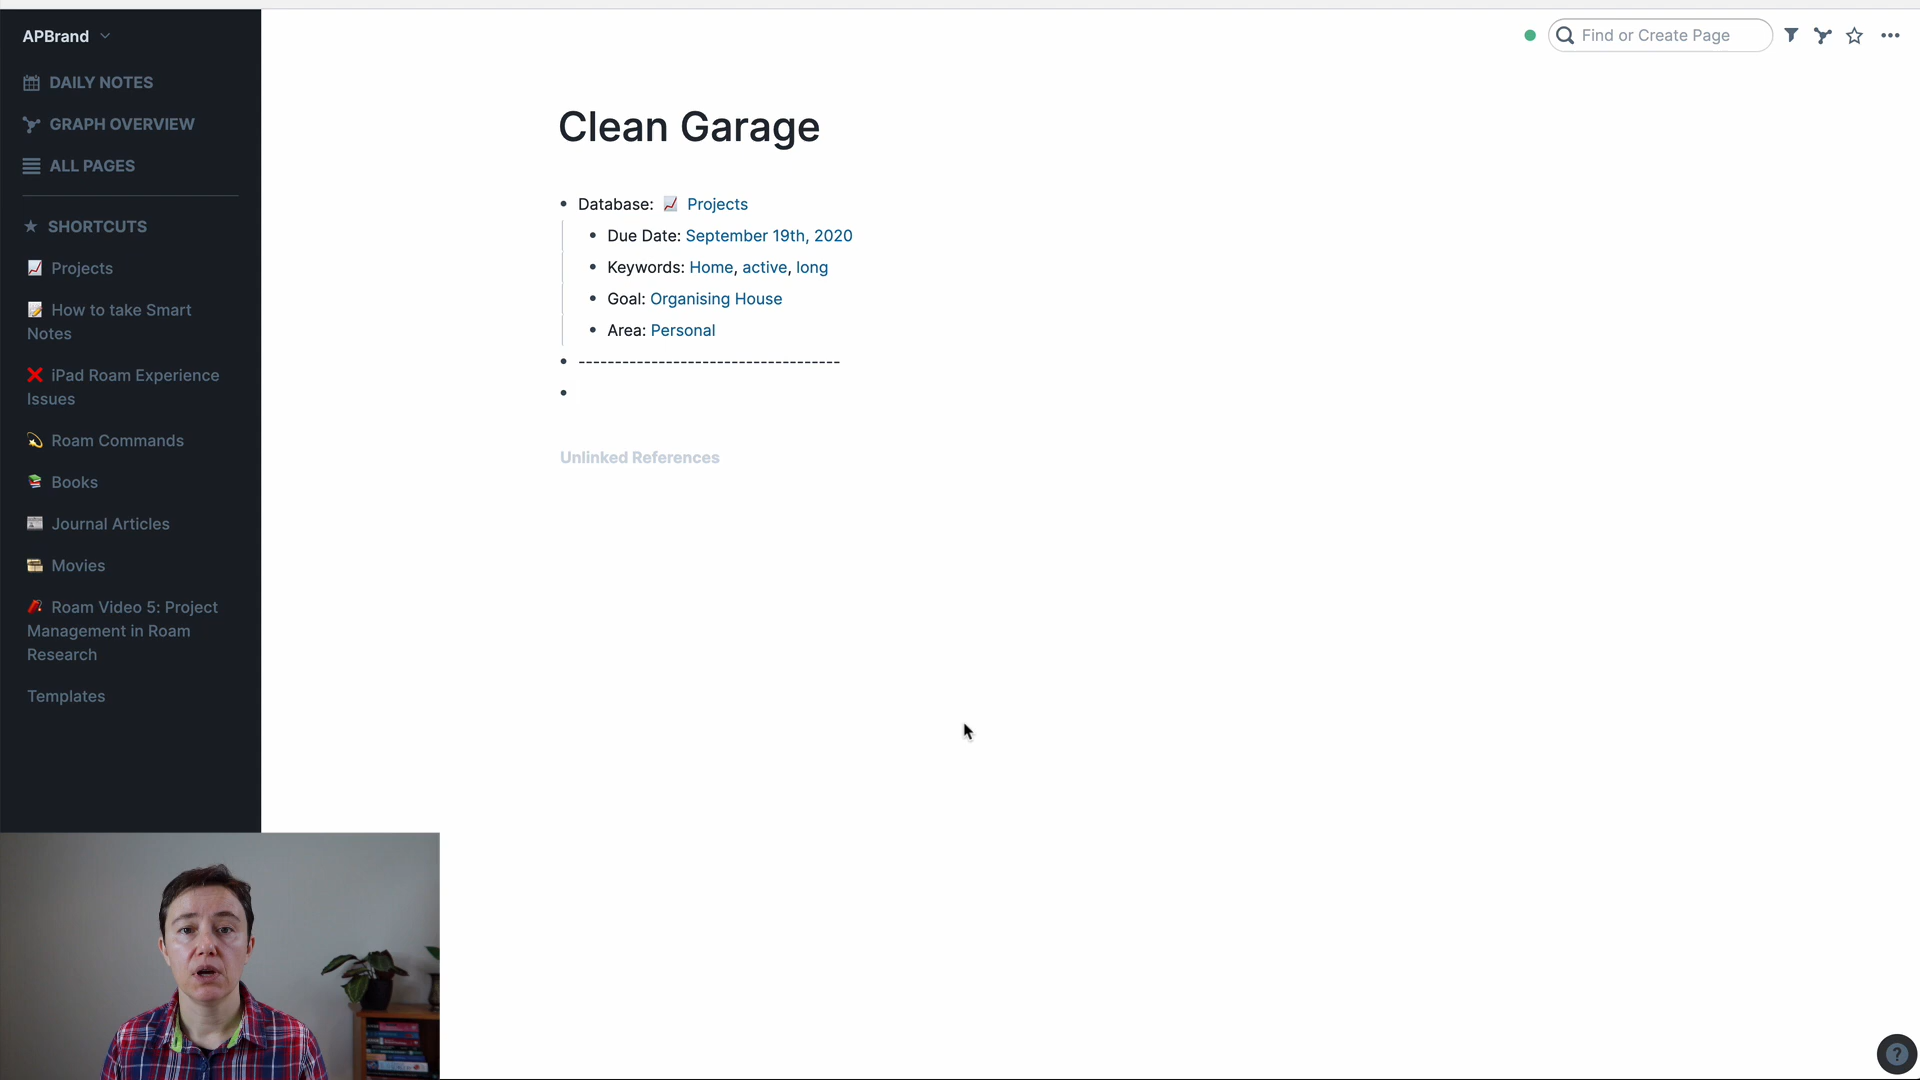 APBrand
Find or Create Page
DAILY NOTES
GRAPH OVERVIEW
ALL PAGES
SHORTCUTS
Projects
How to take Smart
Notes
iPad Roam Experience
Issues
Roam Commands
Books
Journal Articles
Movies
Roam Video 5: Project
Management in Roam
Research
Templates
Clean Garage
Database: Projects
Due Date: September 19th, 2020
Keywords: Home, active, long
Goal: Organising House
Area: Personal
------------------------------------
Unlinked References
?